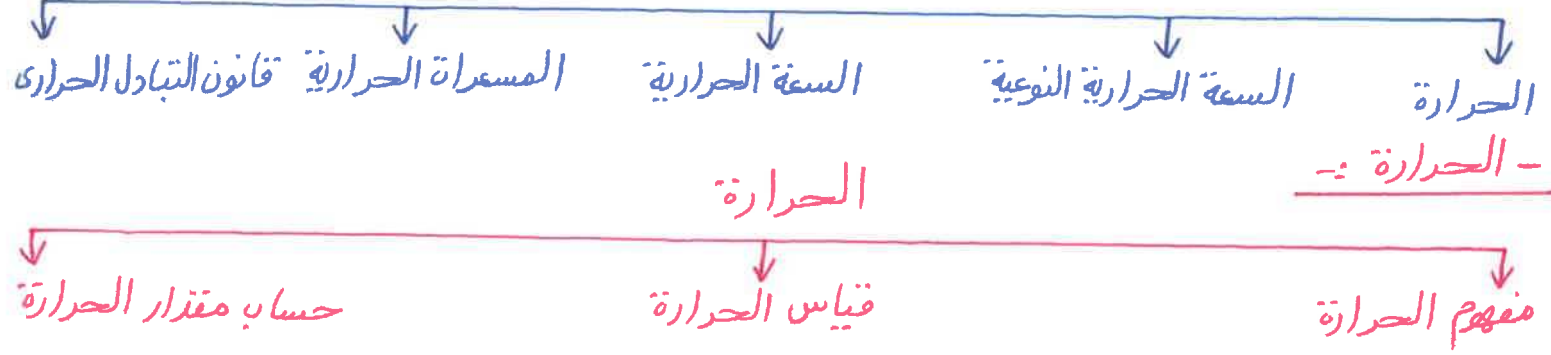 الحرارة السعة الحرارية النوعية السعة الحرارية المسعرات الحرارية قانون التبادل الحرارى
- الحرارة :-
الحرارة
مفهوم الحرارة قياس الحرارة حساب مقدار الحرارة